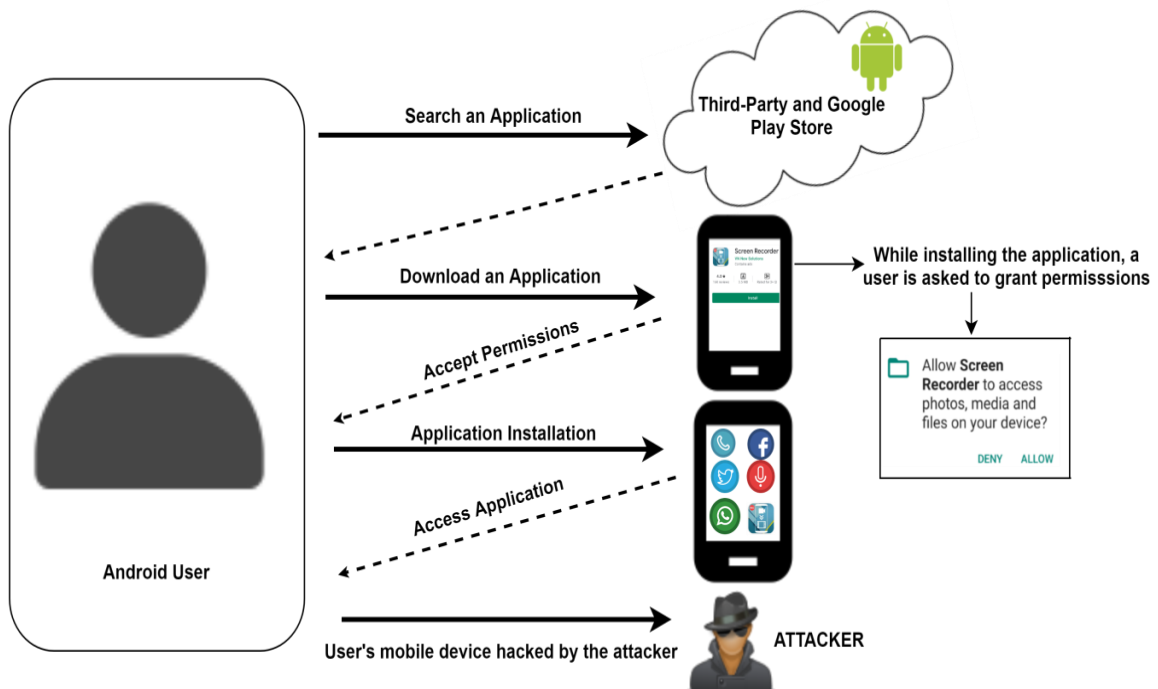 Search an Application
Third-Party and Google
Play Store
Download an Application
Screen Recorder
Install
While installing the application, a
user is asked to grant permisssions
Accept Permissions
Allow Screen
Recorder to access
photos, media and
files on your device?
DENY ALLOW
Application Installation
Access Application
Android User
User's mobile device hacked by the attacker
ATTACKER